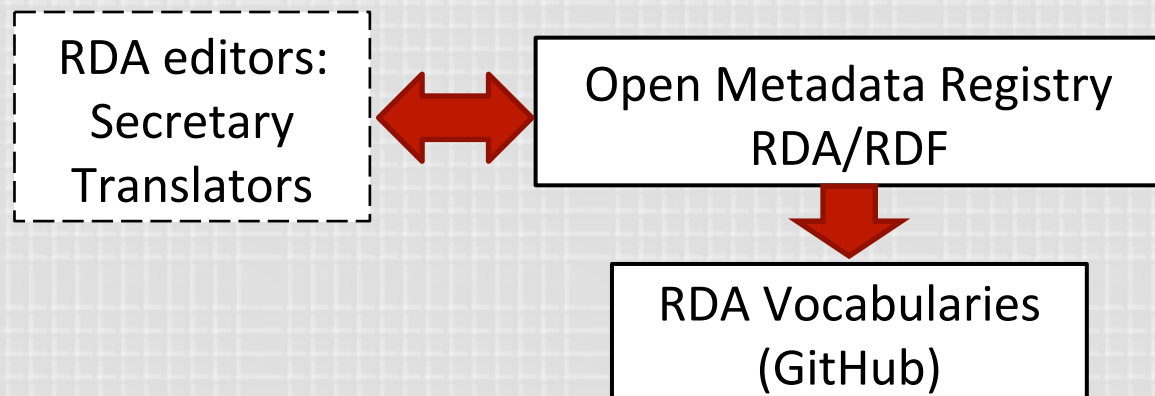 RDA editors:
Secretary
Translators
Open Metadata Registry
RDA/RDF
RDA Vocabularies
(GitHub)